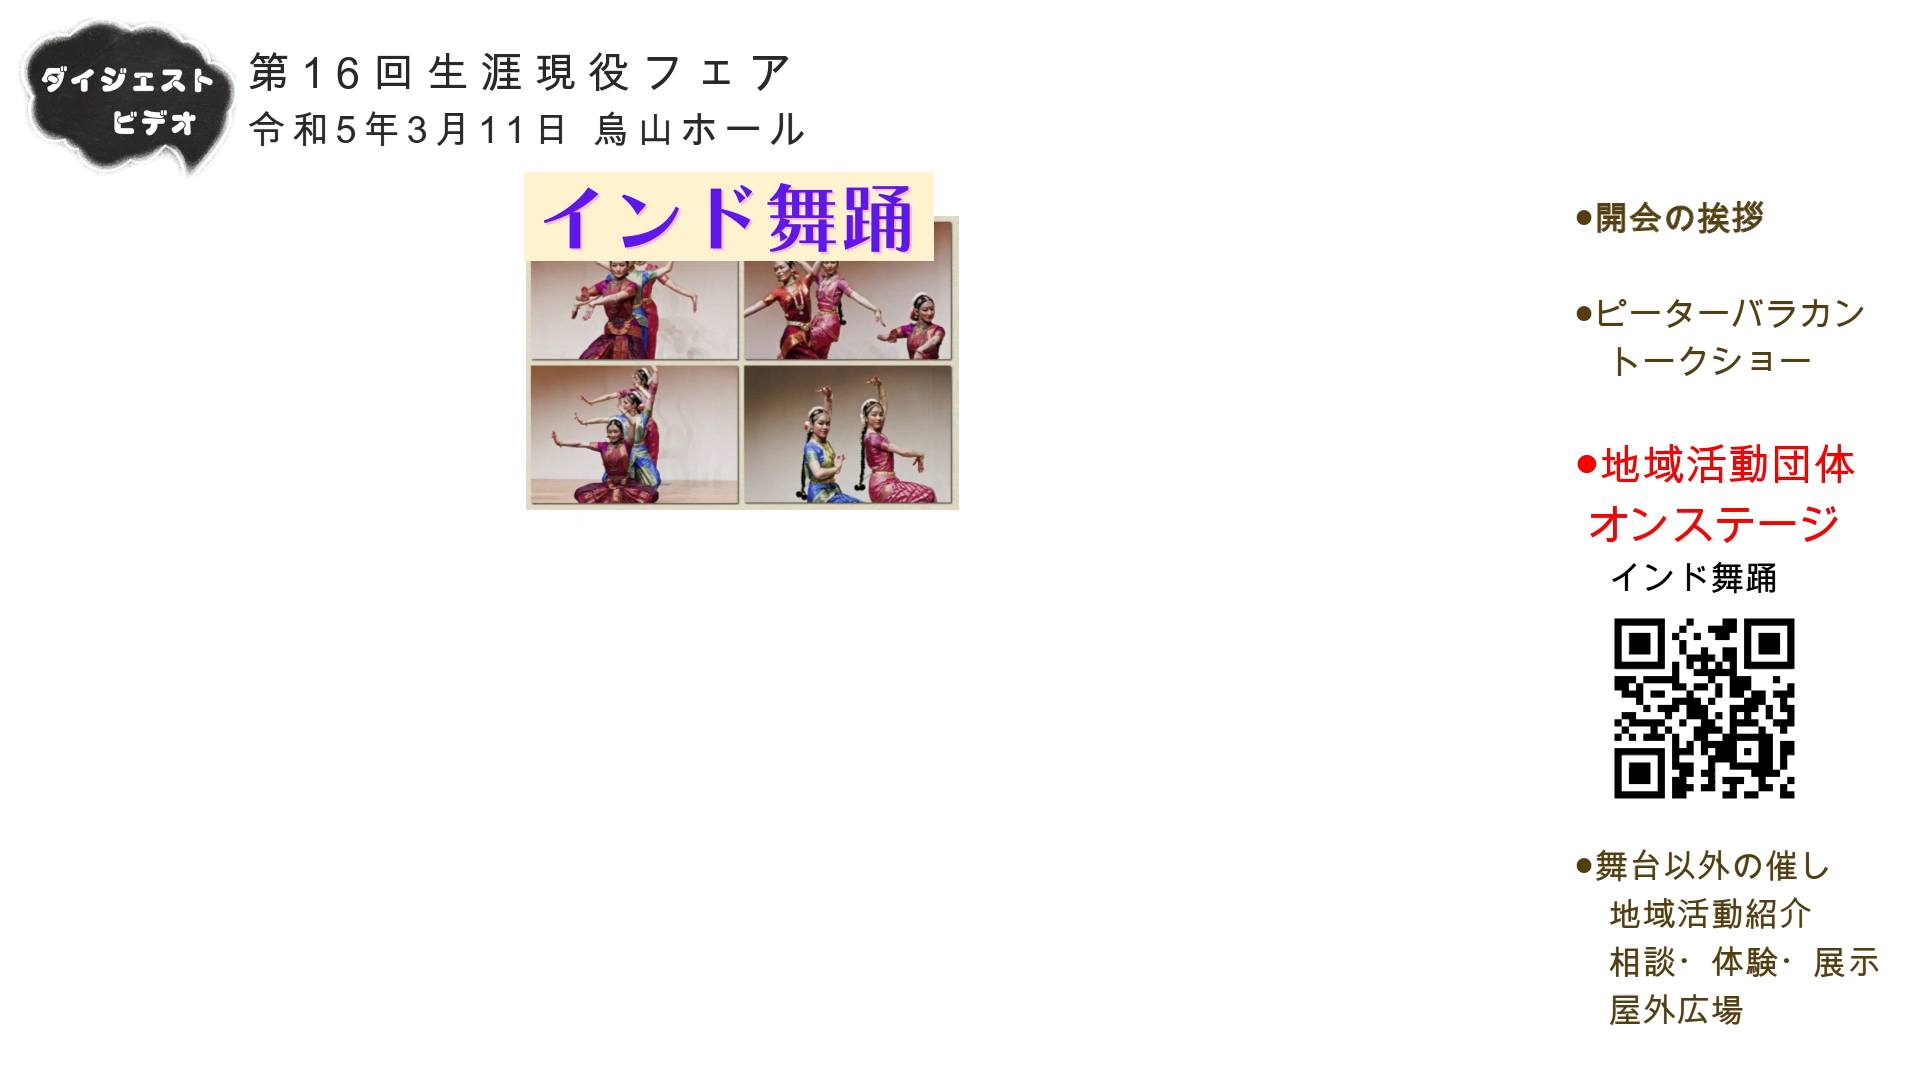 ダイジェスト
ビデオ
第16回生涯現役フェア
令和5年3月11日 烏山ホール
インド舞踊
●開会の挨拶
●ピーターバラカン
トークショー
●地域活動団体
オンステージ
インド舞踊
●舞台以外の催し
地域活動紹介
相談・体験・展示
屋外広場